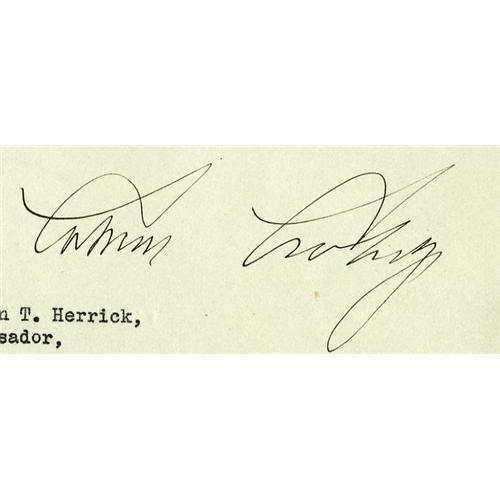 Calvin Coolidge
n T. Herrick,
sador,